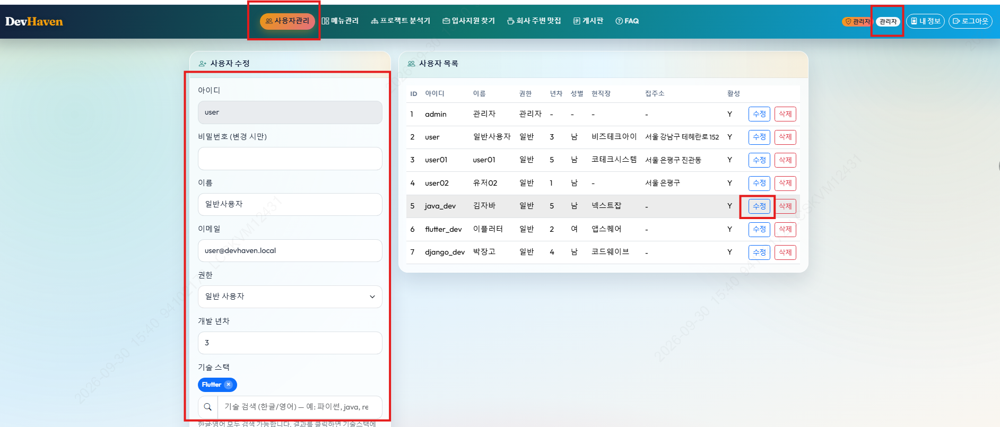 DevHaven
사용자관리 메뉴관리 프로젝트 분석기 입사지원 찾기 회사 주변 맛집 게시판 FAQ
관리자 관리자 내 정보 로그아웃
사용자 수정
아이디
user
비밀번호 (변경 시만)
이름
일반사용자
이메일
user@devhaven.local
권한
일반 사용자
개발 년차
3
기술 스택
Flutter
기술 검색 (한글/영어) — 예: 파이썬, java, re
한글·영어 모두 검색 가능합니다. 결과를 클릭하면 기술스택에
사용자 목록
ID 아이디 이름 권한 년차 성별 현직장 집주소 활성
1 admin 관리자 관리자 - - - - Y 수정 삭제
2 user 일반사용자 일반 3 남 비즈테크아이 서울 강남구 테헤란로 152 Y 수정 삭제
3 user01 user01 일반 5 남 코테크시스템 서울 은평구 진관동 Y 수정 삭제
4 user02 유저02 일반 1 남 - 서울 은평구 Y 수정 삭제
5 java_dev 김자바 일반 5 남 넥스트잡 - Y 수정 삭제
6 flutter_dev 이플러터 일반 2 여 앱스퀘어 - Y 수정 삭제
7 django_dev 박장고 일반 4 남 코드웨이브 - Y 수정 삭제
2026-09-30 15:40
2026-09-30 15:40